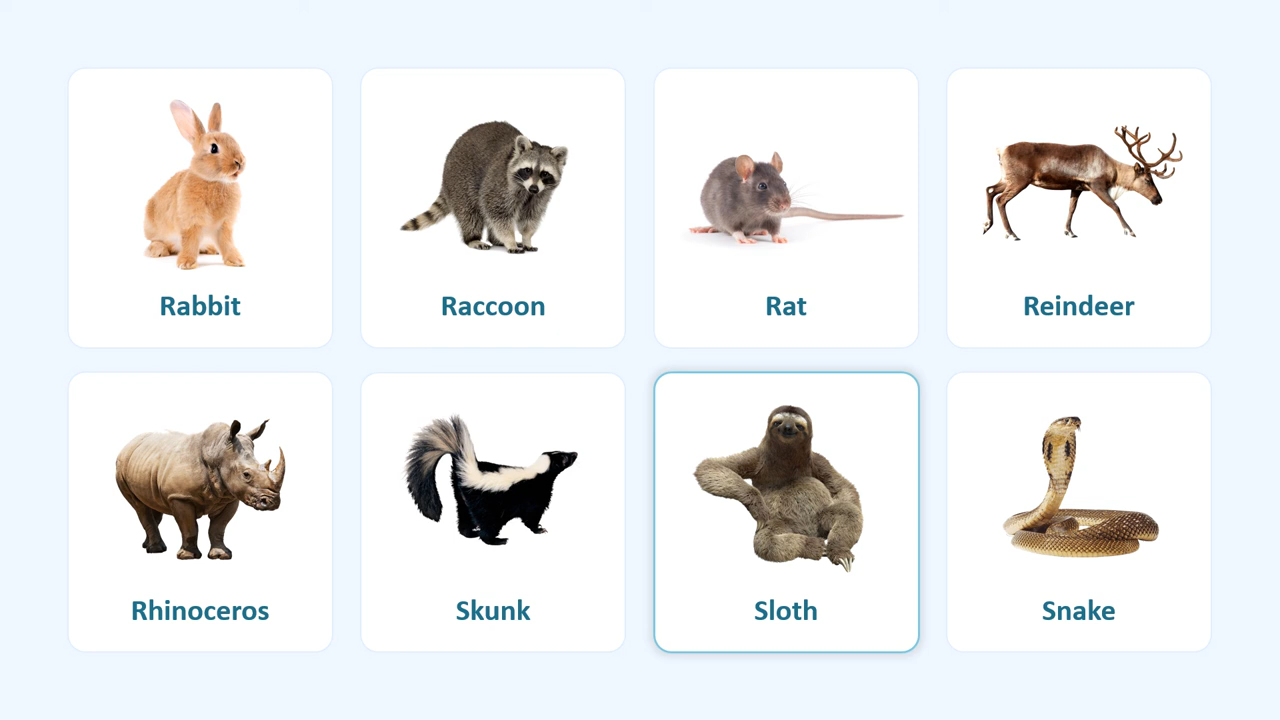 Rabbit
Raccoon
Rat
Reindeer
Rhinoceros
Skunk
Sloth
Snake